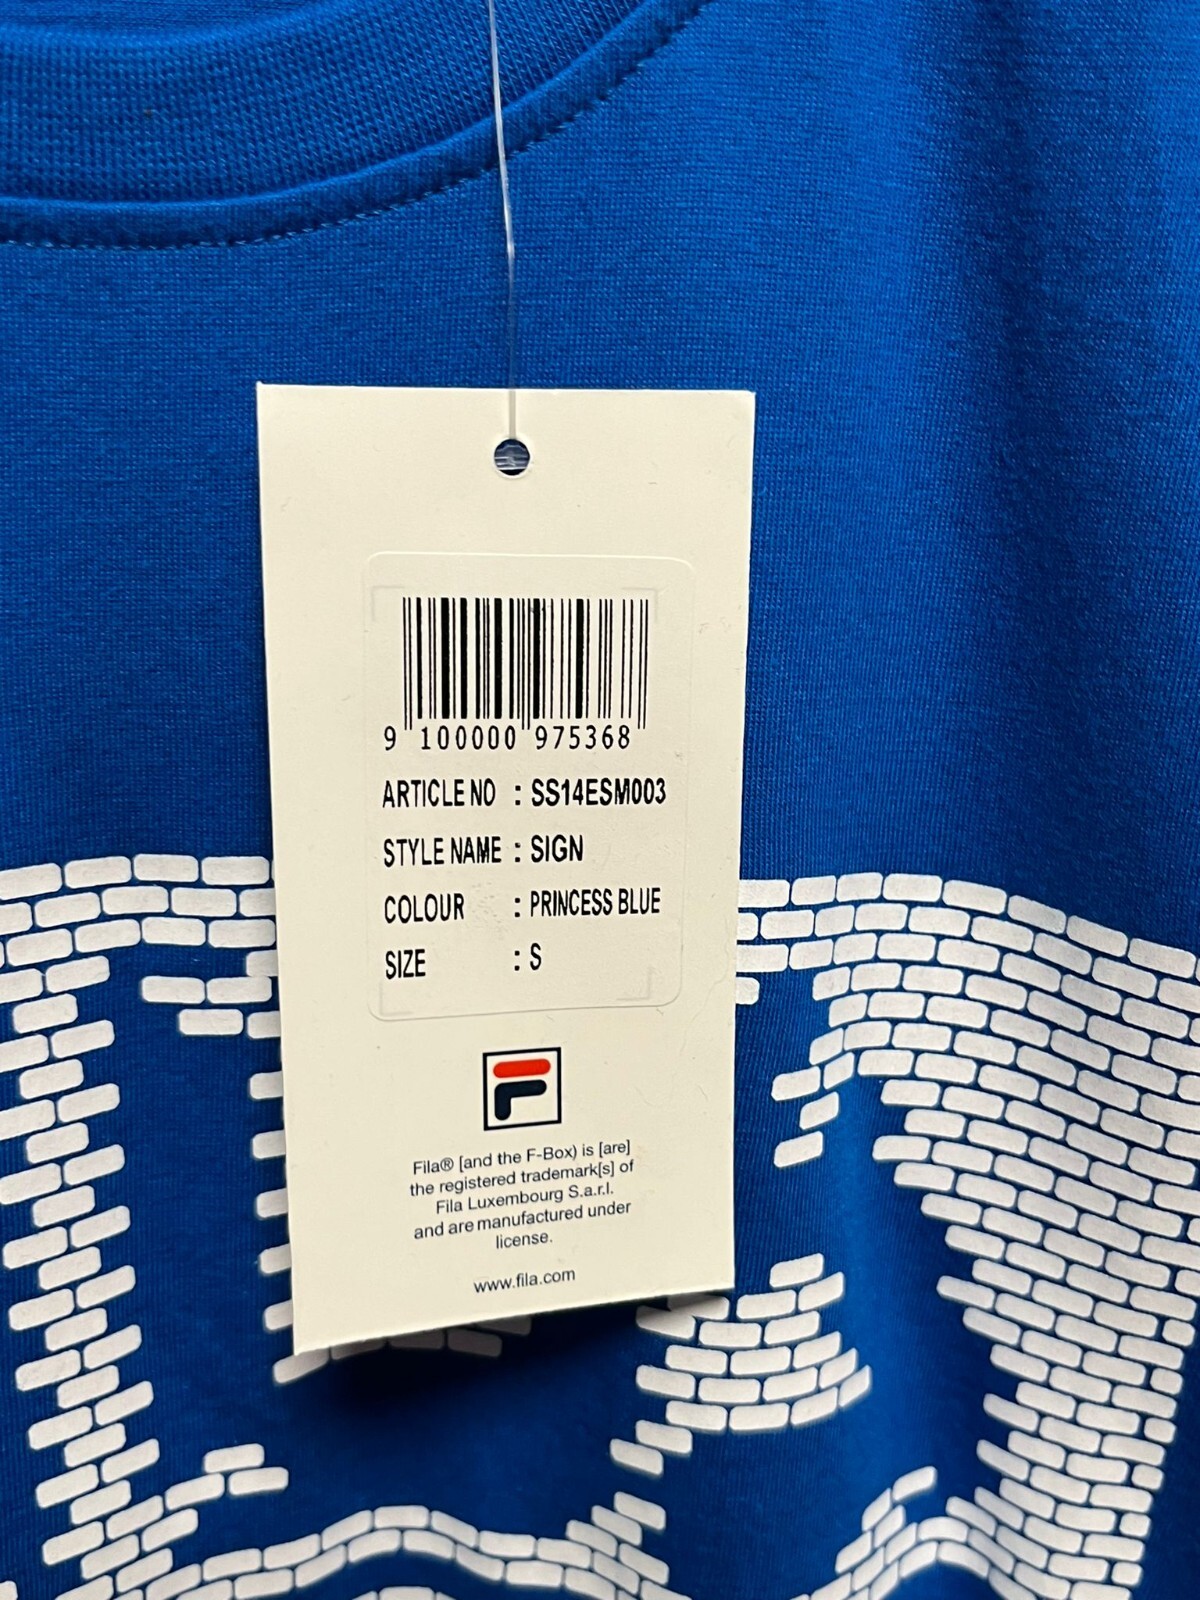 9 100000 975368
ARTICLE NO : SS14ESM003
STYLE NAME : SIGN
COLOUR : PRINCESS BLUE
SIZE : S
F
Fila® [and the F-Box) is [are]
the registered trademark[s] of
Fila Luxembourg S.a.r.l.
and are manufactured under
license.
www.fila.com